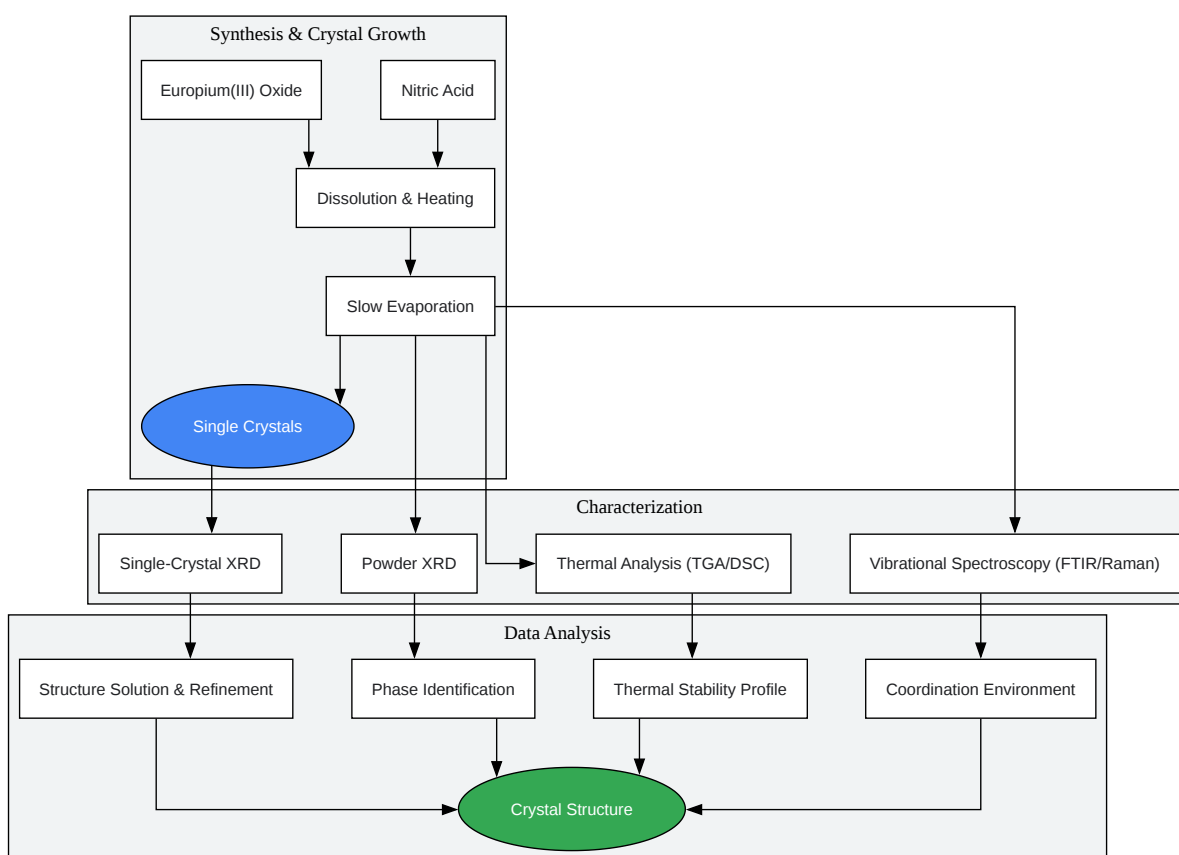 Synthesis & Crystal Growth
Europium(III) Oxide
Nitric Acid
Dissolution & Heating
Slow Evaporation
Single Crystals
Characterization
Single-Crystal XRD
Powder XRD
Thermal Analysis (TGA/DSC)
Vibrational Spectroscopy (FTIR/Raman)
Data Analysis
Structure Solution & Refinement
Phase Identification
Thermal Stability Profile
Coordination Environment
Crystal Structure